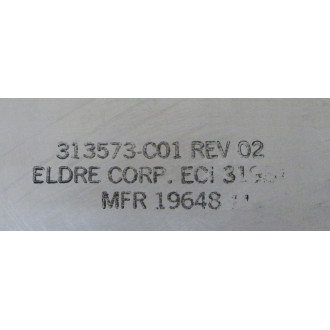 313573-C01 REV 02
ELDRE CORP. ECI
MFR 19648